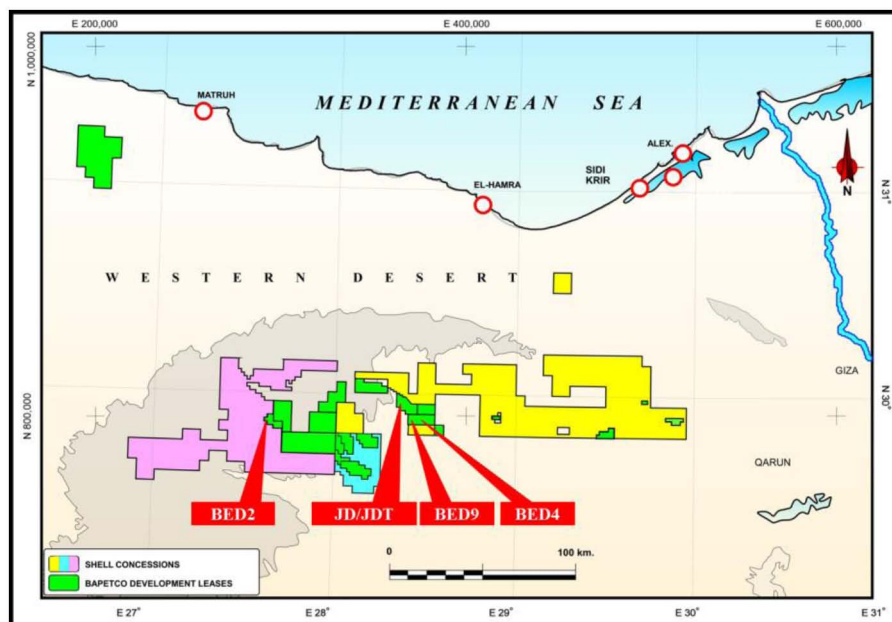 E 200,000
E 400,000
E 600,000
N 1,000,000
MATRUH
MEDITERRANEAN SEA
ALEX.
SIDI
KRIR
EL-HAMRA
N
N 31°
WESTERN DESERT
GIZA
N 30°
N 800,000
QARUN
BED2
JD/JDT
BED9
BED4
0
100 km.
SHELL CONCESSIONS
BAPETCO DEVELOPMENT LEASES
E 27°
E 28°
E 29°
E 30°
E 31°